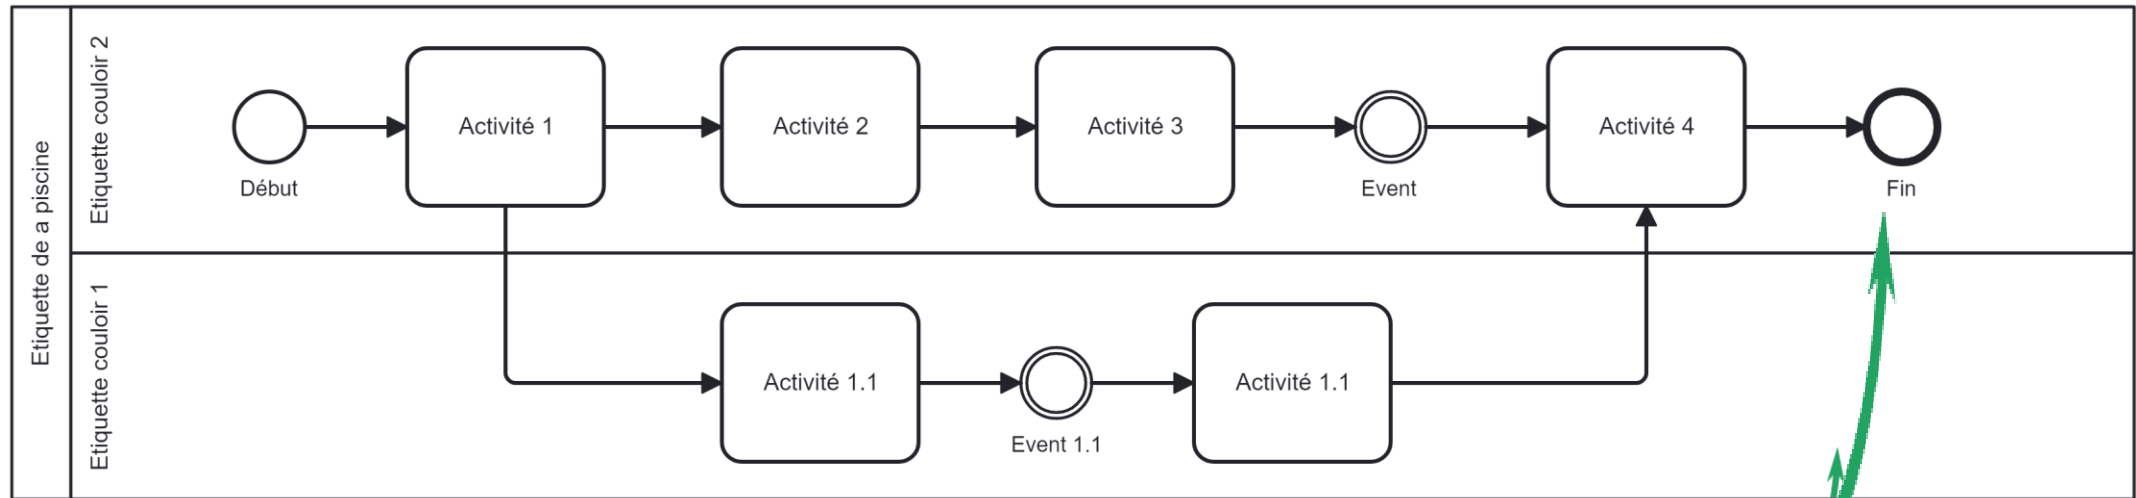 Etiquette de a piscine
Etiquette couloir 2
Début
Activité 1
Activité 2
Activité 3
Event
Activité 4
Fin
Etiquette couloir 1
Activité 1.1
Event 1.1
Activité 1.1